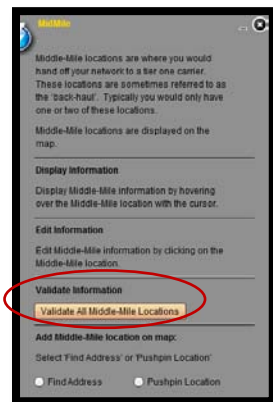 MidMile
Middle-Mile locations are where you would
hand off your network to a tier one carrier.
These locations are sometimes referred to as
the 'back-haul'. Typically you would only have
one or two of these locations.
Middle-Mile locations are displayed on the
map.
Display Information
Display Middle-Mile information by hovering
over the Middle-Mile location with the cursor.
Edit Information
Edit Middle-Mile information by clicking on the
Middle-Mile location.
Validate Information
Validate All Middle-Mile Locations
Add Middle-Mile location on map:
Select 'Find Address' or 'Pushpin Location'
Find Address Pushpin Location